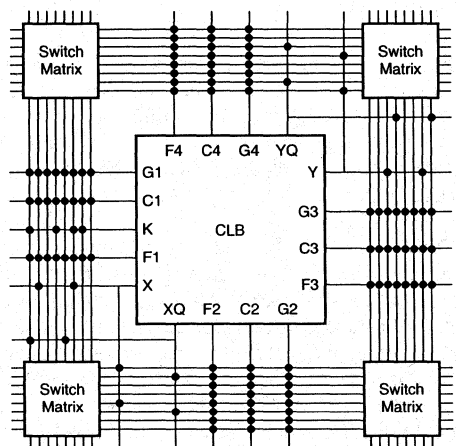 Switch
Matrix
Switch
Matrix
F4 C4 G4 YQ
G1 Y
C1 G3
K CLB
C3
F1
X F3
XQ F2 C2 G2
Switch
Matrix
Switch
Matrix